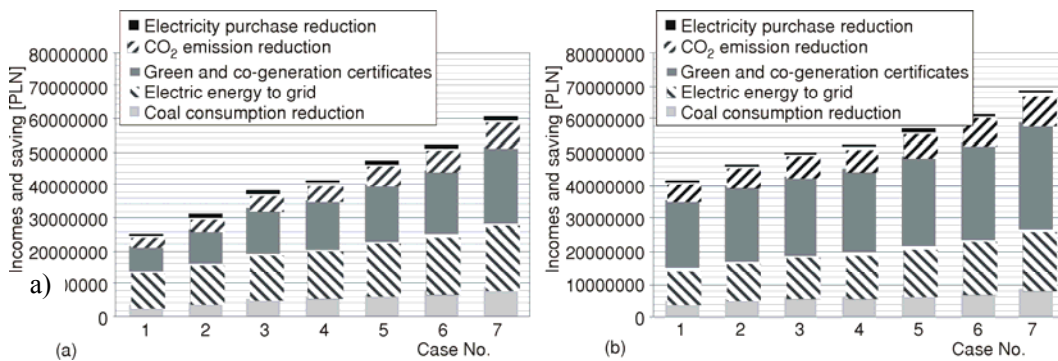 Electricity purchase reduction
CO₂ emission reduction
Green and co-generation certificates
Electric energy to grid
Coal consumption reduction
Incomes and saving [PLN]
80000000
70000000
60000000
50000000
40000000
30000000
20000000
0000000
0
1 2 3 4 5 6 7
Case No.
a)
(a)
Electricity purchase reduction
CO₂ emission reduction
Green and co-generation certificates
Electric energy to grid
Coal consumption reduction
Incomes and saving [PLN]
80000000
70000000
60000000
50000000
40000000
30000000
20000000
10000000
0
1 2 3 4 5 6 7
Case No.
(b)